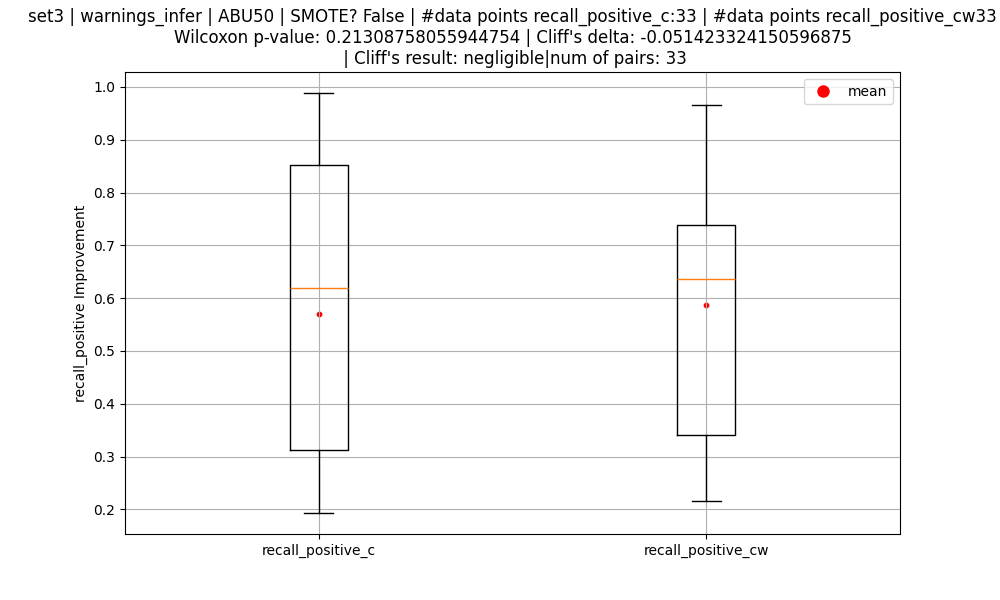 set3 | warnings_infer | ABU50 | SMOTE? False | #data points recall_positive_c:33 | #data points recall_positive_cw33
Wilcoxon p-value: 0.21308758055944754 | Cliff's delta: -0.051423324150596875
| Cliff's result: negligible|num of pairs: 33
mean
1.0
0.9
0.8
0.7
0.6
0.5
0.4
0.3
0.2
recall_positive Improvement
recall_positive_c
recall_positive_cw